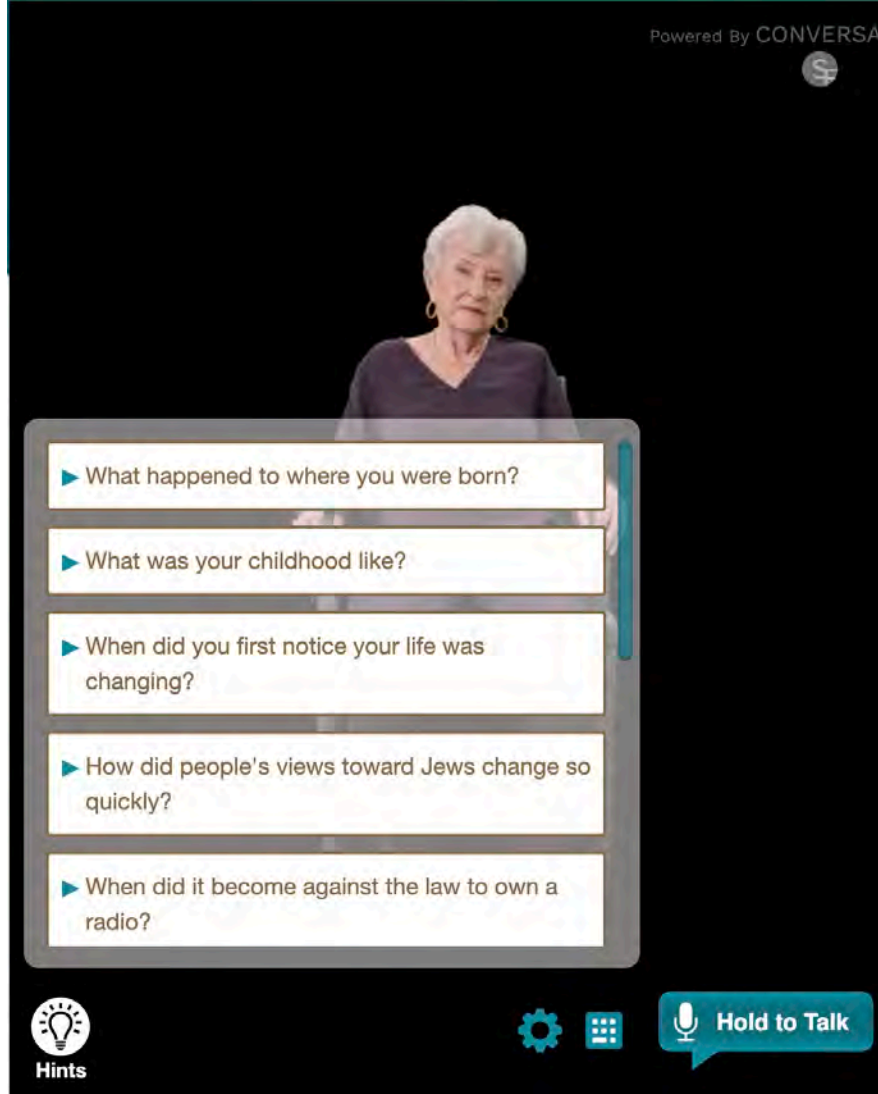 Powered By CONVERSA
What happened to where you were born?
What was your childhood like?
When did you first notice your life was
changing?
How did people's views toward Jews change so
quickly?
When did it become against the law to own a
radio?
Hold to Talk
Hints